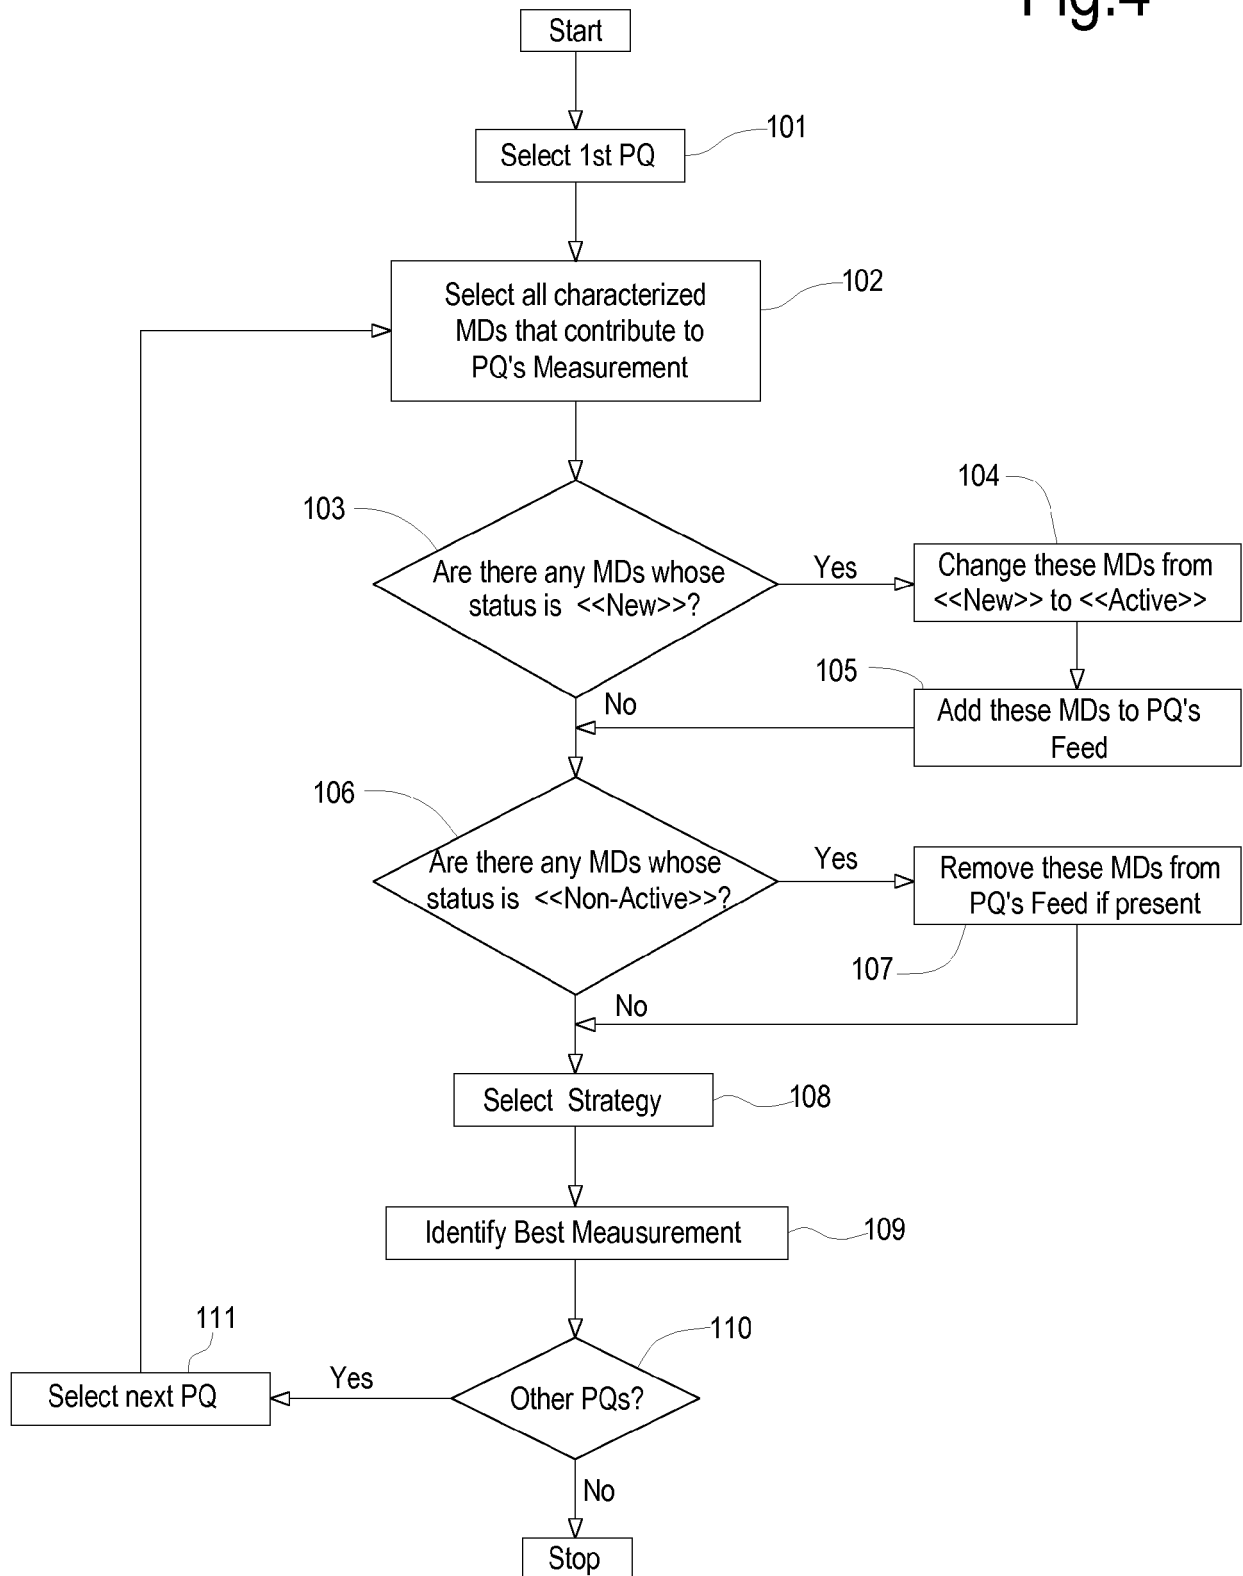 Fig.4
Start
101
Select 1st PQ
102
Select all characterized
MDs that contribute to
PQ's Measurement
103
104
Are there any MDs whose
status is <<New>>?
Yes
Change these MDs from
<<New>> to <<Active>>
105
No
Add these MDs to PQ's
Feed
106
Are there any MDs whose
status is <<Non-Active>>?
Yes
Remove these MDs from
PQ's Feed if present
107
No
Select Strategy
108
Identify Best Meausurement
109
111
110
Select next PQ
Yes
Other PQs?
No
Stop